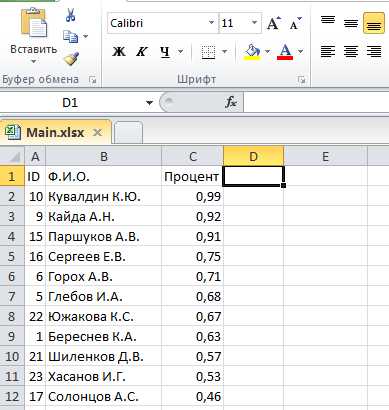 Calibri 11 A A
Вставить Ж К Ч А
Буфер обмена Шрифт
D1 fx
Main.xlsx
A B C D E
1 ID Ф.И.О. Процент
2 10 Кувалдин К.Ю. 0,99
3 9 Кайда А.Н. 0,92
4 15 Паршуков А.В. 0,91
5 16 Сергеев Е.В. 0,75
6 6 Горох А.В. 0,71
7 5 Глебов И.А. 0,68
8 22 Южакова К.С. 0,67
9 1 Береснев К.А. 0,63
10 21 Шиленков Д.В. 0,57
11 23 Хасанов И.Г. 0,53
12 17 Солонцов А.С. 0,46